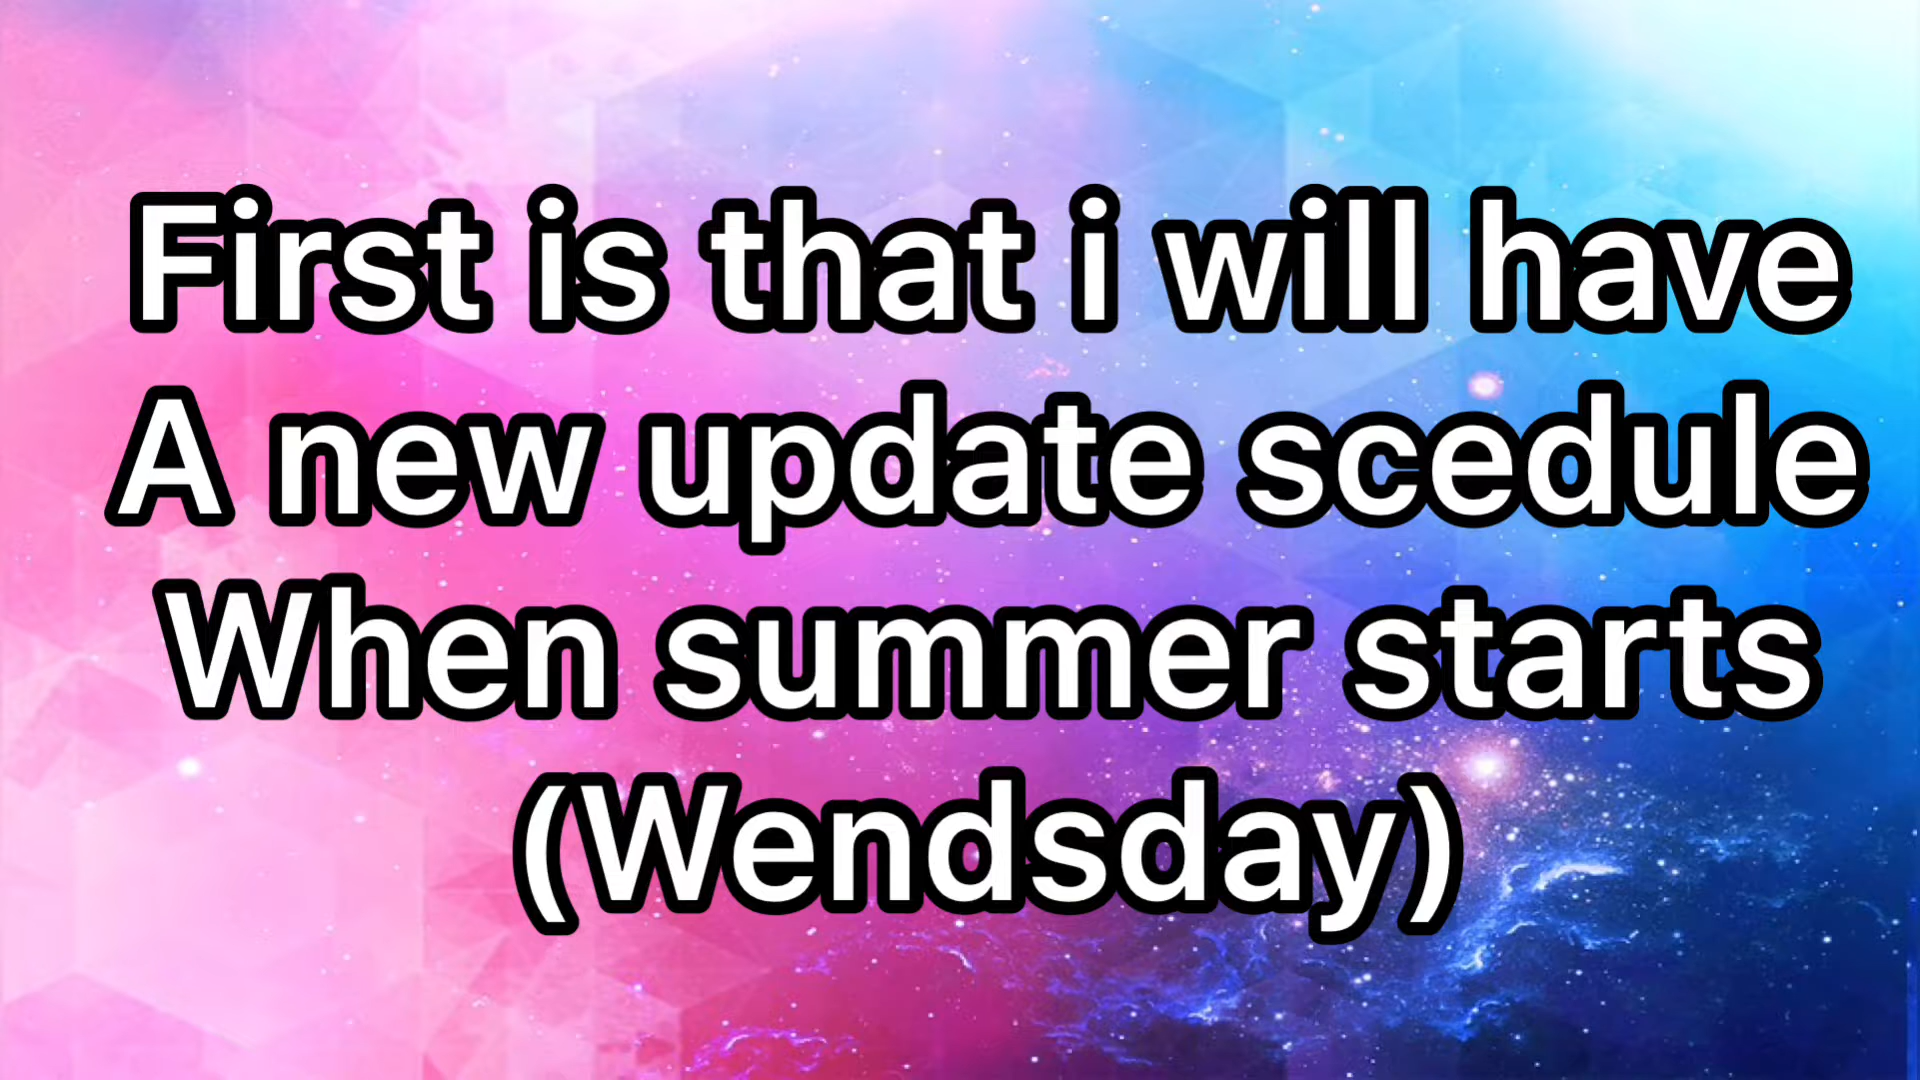 First is that i will have
A new update scedule
When summer starts
(Wendsday)